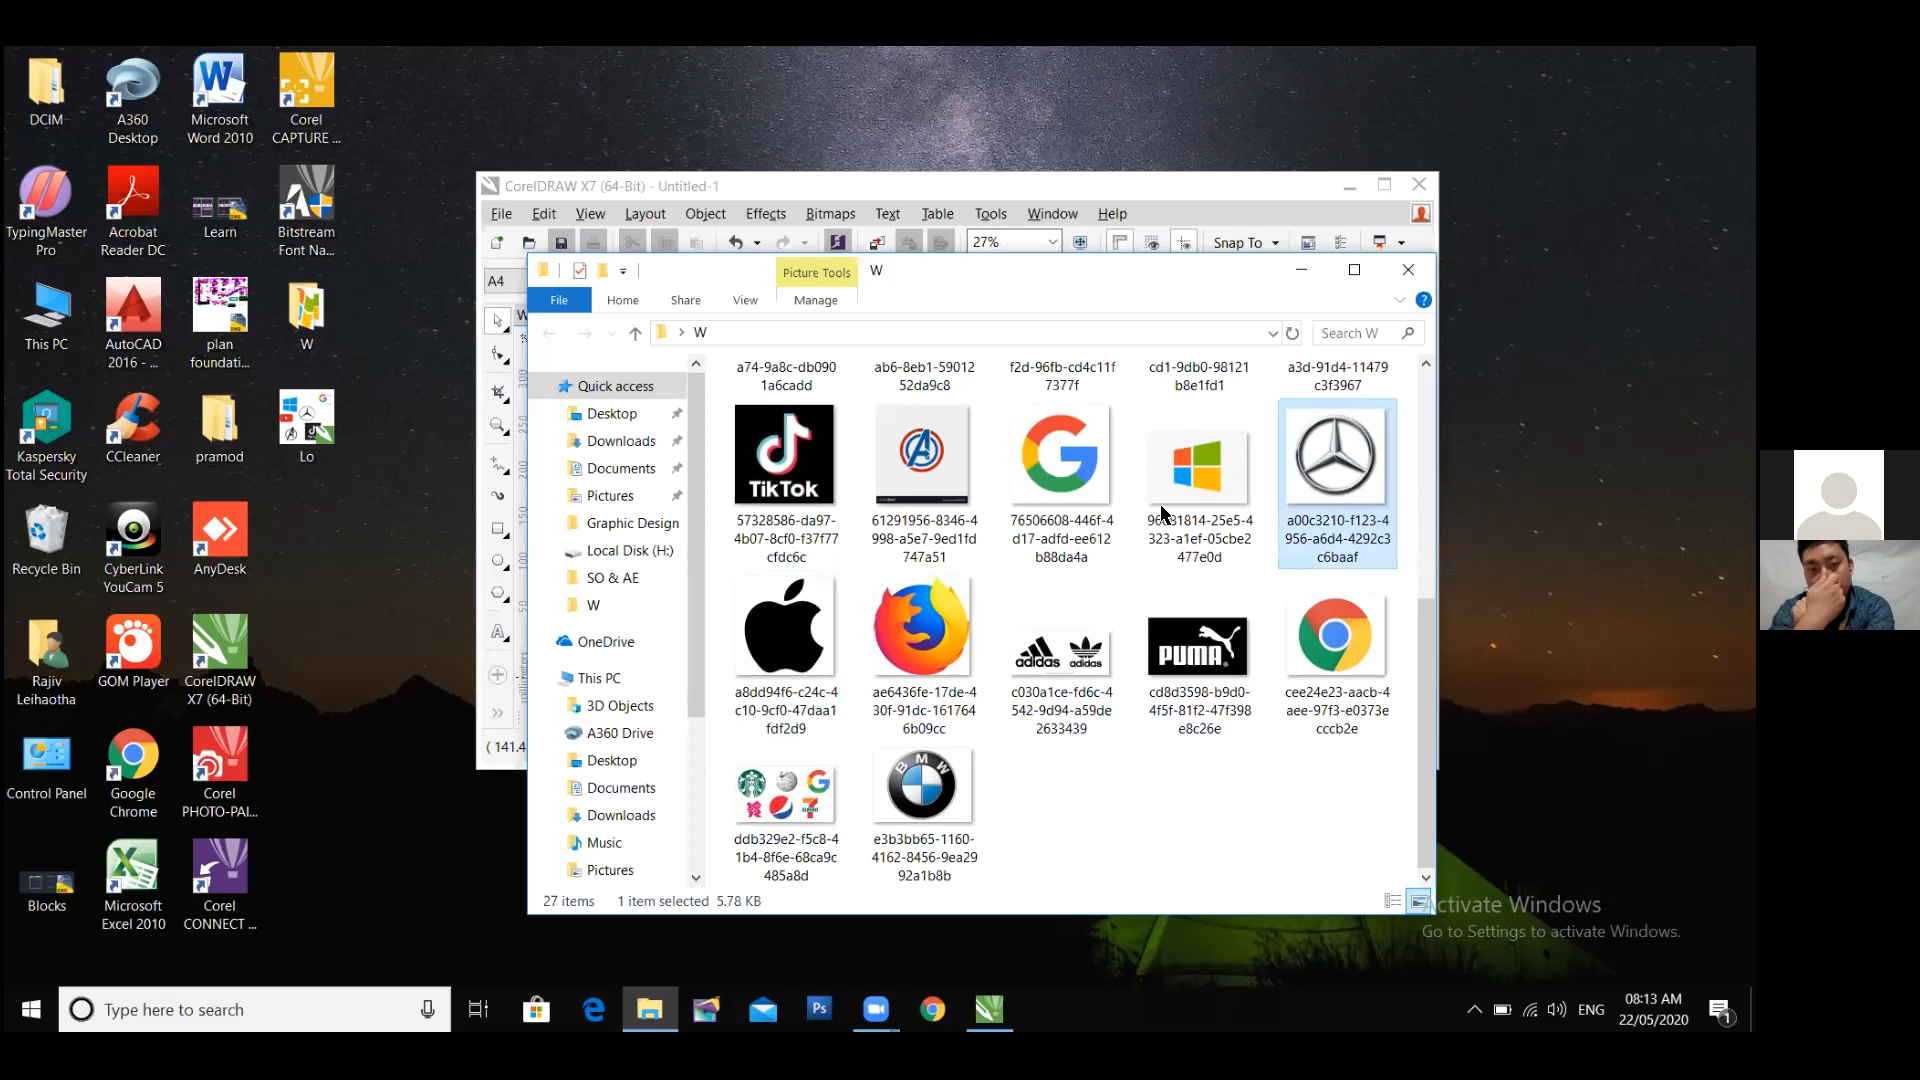 DCIM
A360
Desktop
Microsoft
Word 2010
Corel
CAPTURE ...
TypingMaster
Pro
Acrobat
Reader DC
Learn
Bitstream
Font Na...
This PC
AutoCAD
2016 - ...
plan
foundati...
W
Kaspersky
Total Security
CCleaner
pramod
Lo
Recycle Bin
CyberLink
YouCam 5
AnyDesk
Rajiv
Leihaotha
GOM Player
CorelDRAW
X7 (64-Bit)
Control Panel
Google
Chrome
Corel
PHOTO-PAI...
Blocks
Microsoft
Excel 2010
Corel
CONNECT ...
CorelDRAW X7 (64-Bit) - Untitled-1
File Edit View Layout Object Effects Bitmaps Text Table Tools Window Help
27%
Snap To
A4
( 141.4
Picture Tools
W
File Home Share View Manage
W
Search W
Quick access
Desktop
Downloads
Documents
Pictures
Graphic Design
Local Disk (H:)
SO & AE
W
OneDrive
This PC
3D Objects
A360 Drive
Desktop
Documents
Downloads
Music
Pictures
a74-9a8c-db090
1a6cadd
ab6-8eb1-59012
52da9c8
f2d-96fb-cd4c11f
7377f
cd1-9db0-98121
b8e1fd1
a3d-91d4-11479
c3f3967
TikTok
57328586-da97-
4b07-8cf0-f37f77
cfdc6c
61291956-8346-4
998-a5e7-9ed1fd
747a51
76506608-446f-4
d17-adfd-ee612
b88da4a
1814-25e5-4
323-a1ef-05cbe2
477e0d
a00c3210-f123-4
956-a6d4-4292c3
c6baaf
a8dd94f6-c24c-4
c10-9cf0-47daa1
fdf2d9
ae6436fe-17de-4
30f-91dc-161764
6b09cc
adidas adidas
c030a1ce-fd6c-4
542-9d94-a59de
2633439
PUMA
cd8d3598-b9d0-
4f5f-81f2-47f398
e8c26e
cee24e23-aacb-4
aee-97f3-e0373e
cccb2e
ddb329e2-f5c8-4
1b4-8f6e-68ca9c
485a8d
BMW
e3b3bb65-1160-
4162-8456-9ea29
92a1b8b
27 items 1 item selected 5.78 KB
Activate Windows
Go to Settings to activate Windows.
Type here to search
Ps
ENG
08:13 AM
22/05/2020
1